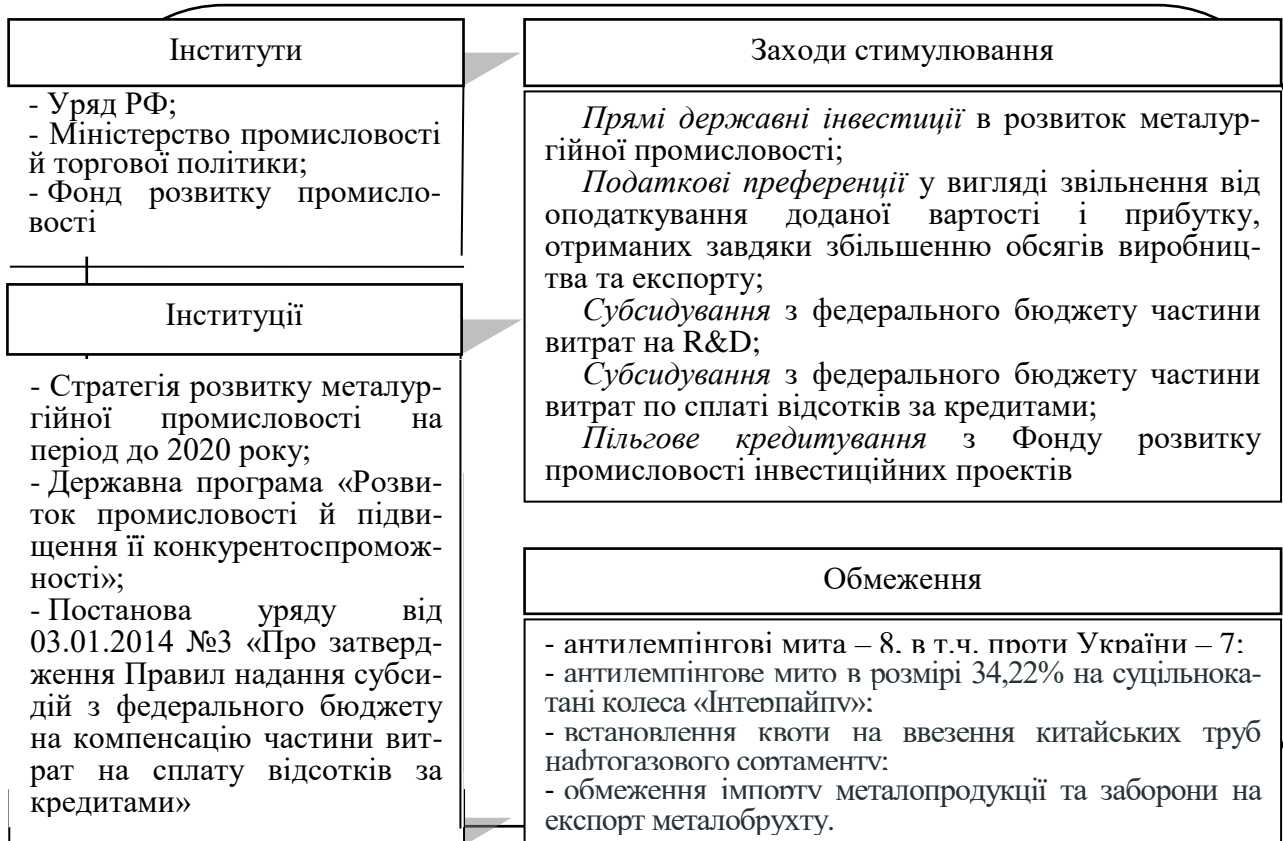 Інститути
- Уряд РФ;
- Міністерство промисловості
й торгової політики;
- Фонд розвитку промисло-
вості
Інституції
- Стратегія розвитку металур-
гійної промисловості на
період до 2020 року;
- Державна програма «Розви-
ток промисловості й підви-
щення її конкурентоспромож-
ності»;
- Постанова уряду від
03.01.2014 №3 «Про затверд-
ження Правил надання субси-
дій з федерального бюджету
на компенсацію частини вит-
рат на сплату відсотків за
кредитами»
Заходи стимулювання
Прямі державні інвестиції в розвиток металур-
гійної промисловості;
Податкові преференції у вигляді звільнення від
оподаткування доданої вартості і прибутку,
отриманих завдяки збільшенню обсягів виробниц-
тва та експорту;
Субсидування з федерального бюджету частини
витрат на R&D;
Субсидування з федерального бюджету частини
витрат по сплаті відсотків за кредитами;
Пільгове кредитування з Фонду розвитку
промисловості інвестиційних проектів
Обмеження
- антидемпінгові мита – 8, в т.ч. проти України – 7;
- антидемпінгове мито в розмірі 34,22% на суцільнока-
тані колеса «Інтерпайпу»;
- встановлення квоти на ввезення китайських труб
нафтогазового сортаменту;
- обмеження імпорту металопродукції та заборони на
експорт металобрухту.